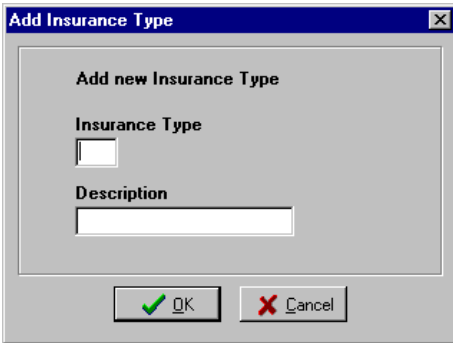 Add Insurance Type
Add new Insurance Type
Insurance Type
Description
OK
Cancel